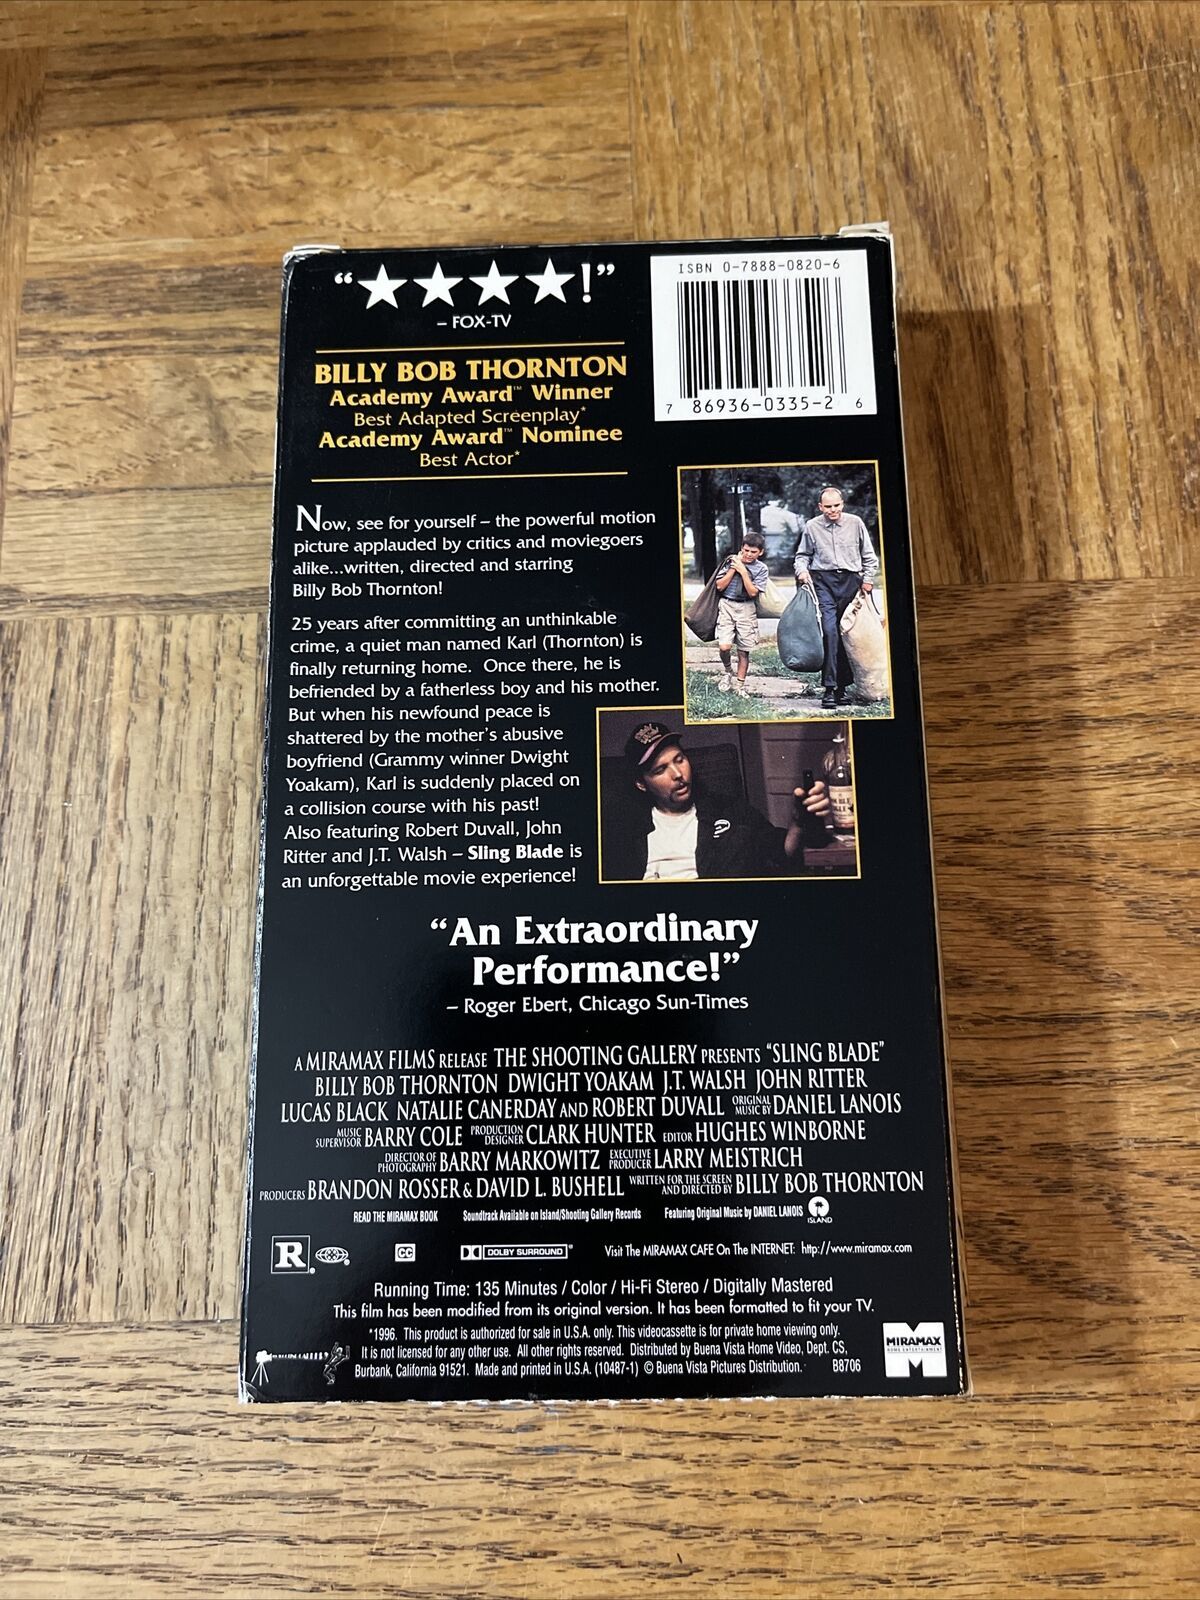 “★★★★!”
– FOX-TV
ISBN 0-7888-0820-6
7 86936-0335-2 6
BILLY BOB THORNTON
Academy Award™ Winner
Best Adapted Screenplay*
Academy Award™ Nominee
Best Actor*
Now, see for yourself – the powerful motion
picture applauded by critics and moviegoers
alike...written, directed and starring
Billy Bob Thornton!
25 years after committing an unthinkable
crime, a quiet man named Karl (Thornton) is
finally returning home. Once there, he is
befriended by a fatherless boy and his mother.
But when his newfound peace is
shattered by the mother's abusive
boyfriend (Grammy winner Dwight
Yoakam), Karl is suddenly placed on
a collision course with his past!
Also featuring Robert Duvall, John
Ritter and J.T. Walsh – Sling Blade is
an unforgettable movie experience!
“An Extraordinary
Performance!”
– Roger Ebert, Chicago Sun-Times
A MIRAMAX FILMS RELEASE THE SHOOTING GALLERY PRESENTS “SLING BLADE”
BILLY BOB THORNTON DWIGHT YOAKAM J.T. WALSH JOHN RITTER
LUCAS BLACK NATALIE CANERDAY AND ROBERT DUVALL ORIGINAL MUSIC BY DANIEL LANOIS
MUSIC SUPERVISOR BARRY COLE PRODUCTION DESIGNER CLARK HUNTER EDITOR HUGHES WINBORNE
DIRECTOR OF PHOTOGRAPHY BARRY MARKOWITZ EXECUTIVE PRODUCER LARRY MEISTRICH
PRODUCERS BRANDON ROSSER & DAVID L. BUSHELL WRITTEN FOR THE SCREEN AND DIRECTED BY BILLY BOB THORNTON
READ THE MIRAMAX BOOK Soundtrack Available on Island/Shooting Gallery Records Featuring Original Music by DANIEL LANOIS ISLAND
R CC DOLBY SURROUND Visit The MIRAMAX CAFE On The INTERNET: http://www.miramax.com
Running Time: 135 Minutes / Color / Hi-Fi Stereo / Digitally Mastered
This film has been modified from its original version. It has been formatted to fit your TV.
*1996. This product is authorized for sale in U.S.A. only. This videocassette is for private home viewing only.
It is not licensed for any other use. All other rights reserved. Distributed by Buena Vista Home Video, Dept. CS,
Burbank, California 91521. Made and printed in U.S.A. (10487-1) © Buena Vista Pictures Distribution. B8706
MIRAMAX
HOME ENTERTAINMENT